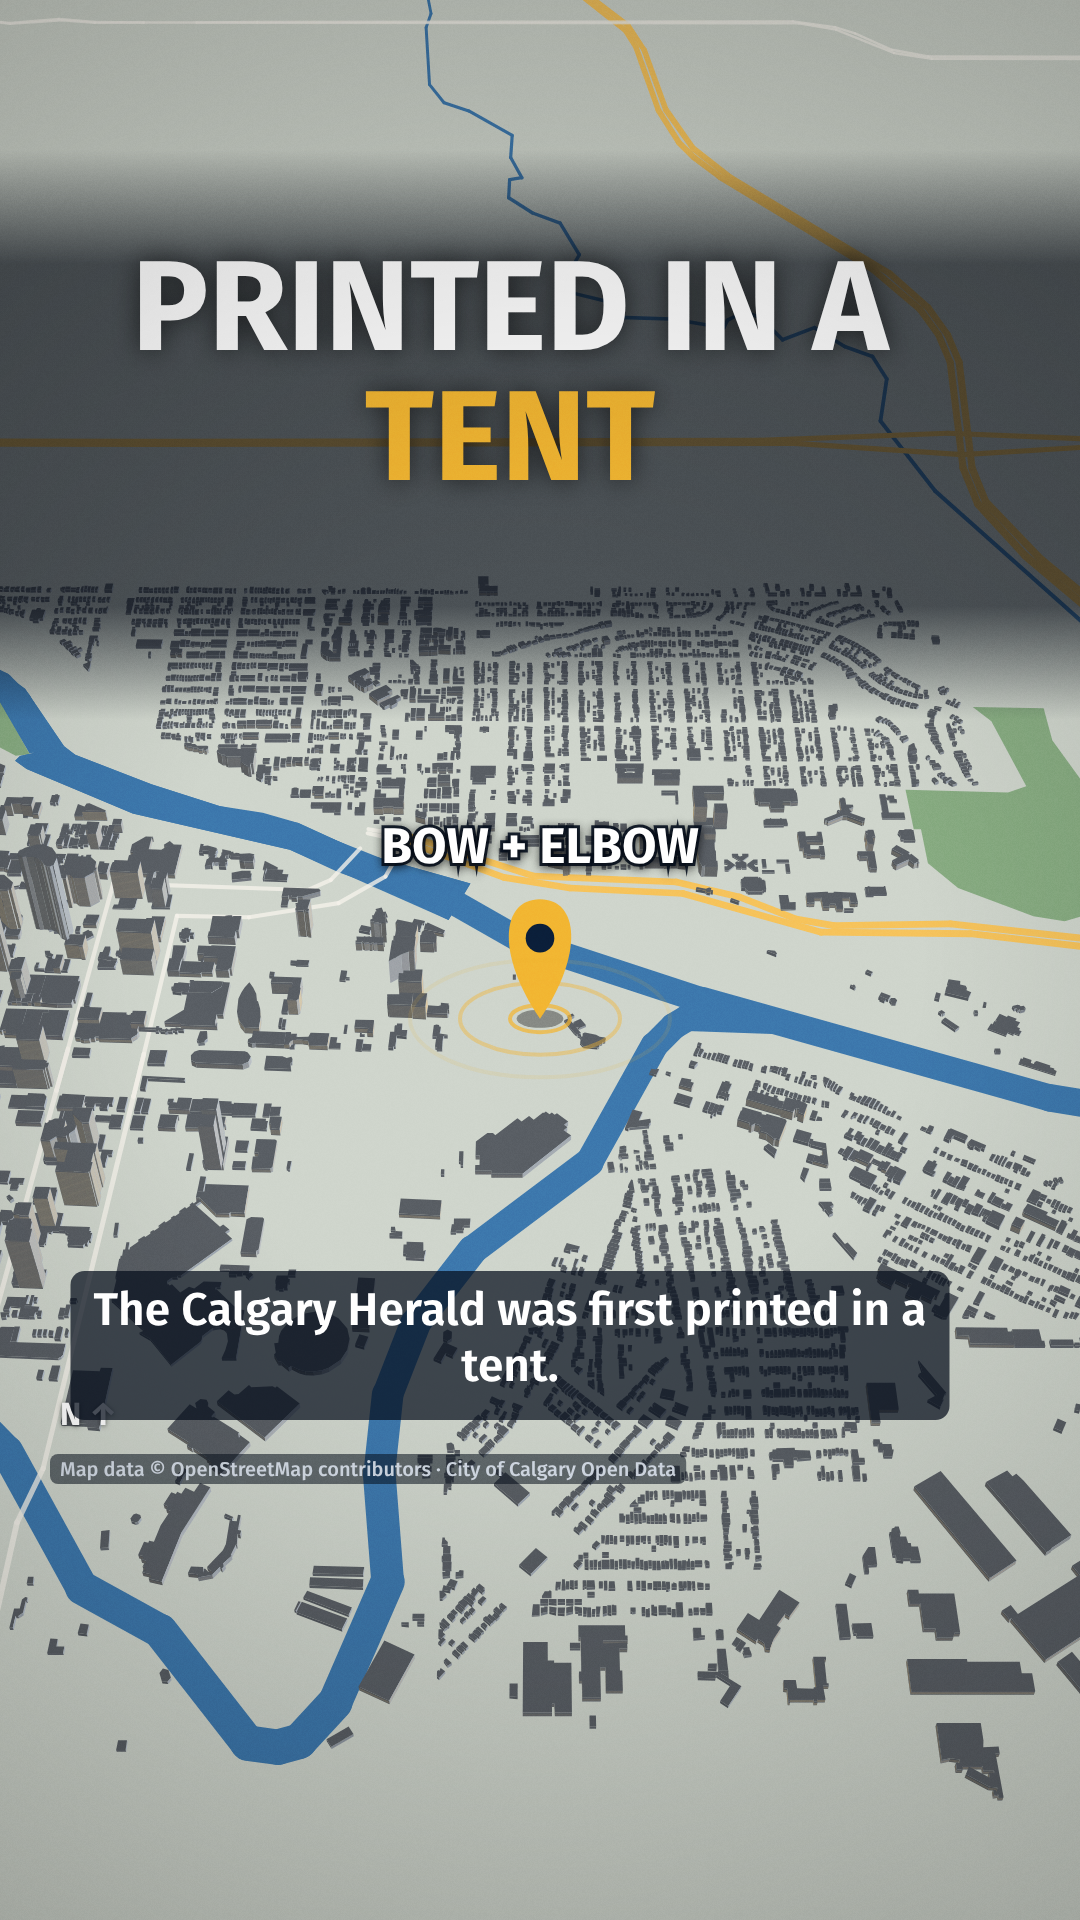 PRINTED IN A
TENT
BOW + ELBOW
The Calgary Herald was first printed in a
tent.
N ↑
Map data © OpenStreetMap contributors · City of Calgary Open Data